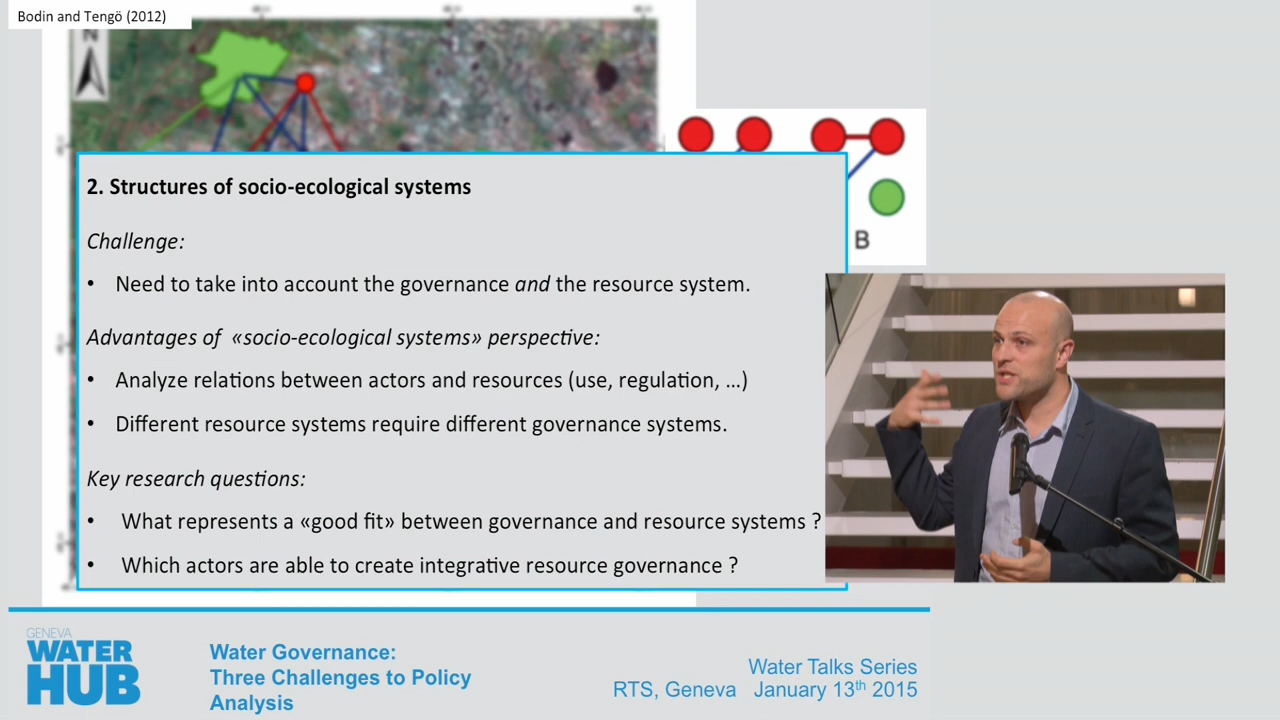 Bodin and Tengö (2012)
N
B
2. Structures of socio-ecological systems
Challenge:
• Need to take into account the governance and the resource system.
Advantages of «socio-ecological systems» perspective:
• Analyze relations between actors and resources (use, regulation, ...)
• Different resource systems require different governance systems.
Key research questions:
• What represents a «good fit» between governance and resource systems ?
• Which actors are able to create integrative resource governance ?
GENEVA
WATER
HUB
Water Governance:
Three Challenges to Policy
Analysis
Water Talks Series
RTS, Geneva January 13th 2015